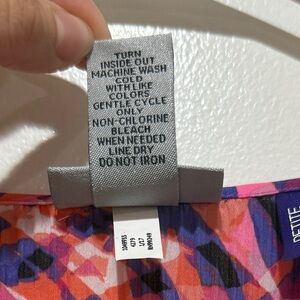 TURN
INSIDE OUT
MACHINE WASH
COLD
WITH LIKE
COLORS
GENTLE CYCLE
ONLY
NON-CHLORINE
BLEACH
WHEN NEEDED
LINE DRY
DO NOT IRON
PETITE